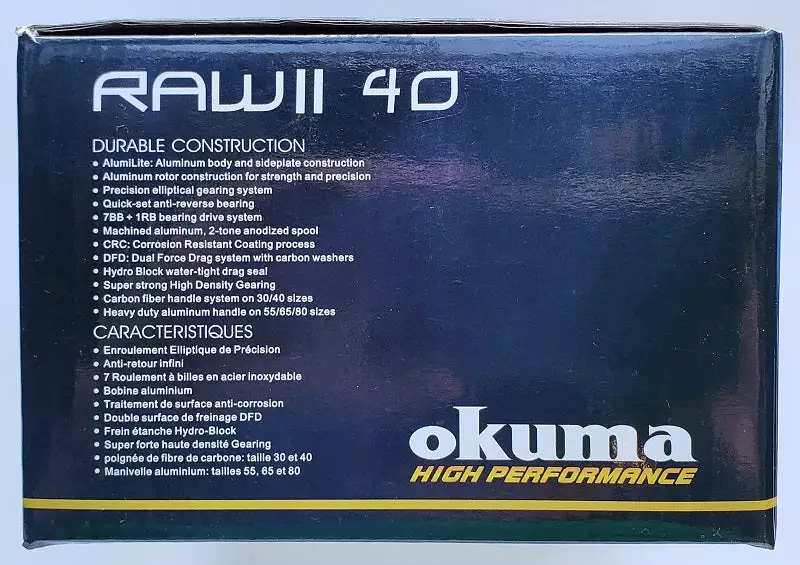 RAWII 40
DURABLE CONSTRUCTION
• AlumiLite: Aluminum body and sideplate construction
• Aluminum rotor construction for strength and precision
• Precision elliptical gearing system
• Quick-set anti-reverse bearing
• 7BB + 1RB bearing drive system
• Machined aluminum, 2-tone anodized spool
• CRC: Corrosion Resistant Coating process
• DFD: Dual Force Drag system with carbon washers
• Hydro Block water-tight drag seal
• Super strong High Density Gearing
• Carbon fiber handle system on 30/40 sizes
• Heavy duty aluminum handle on 55/65/80 sizes
CARACTERISTIQUES
• Enroulement Elliptique de Précision
• Anti-retour infini
• 7 Roulement à billes en acier inoxydable
• Bobine aluminium
• Traitement de surface anti-corrosion
• Double surface de freinage DFD
• Frein étanche Hydro-Block
• Super forte haute densité Gearing
• poignée de fibre de carbone: taille 30 et 40
• Manivelle aluminium: tailles 55, 65 et 80
okuma
HIGH PERFORMANCE